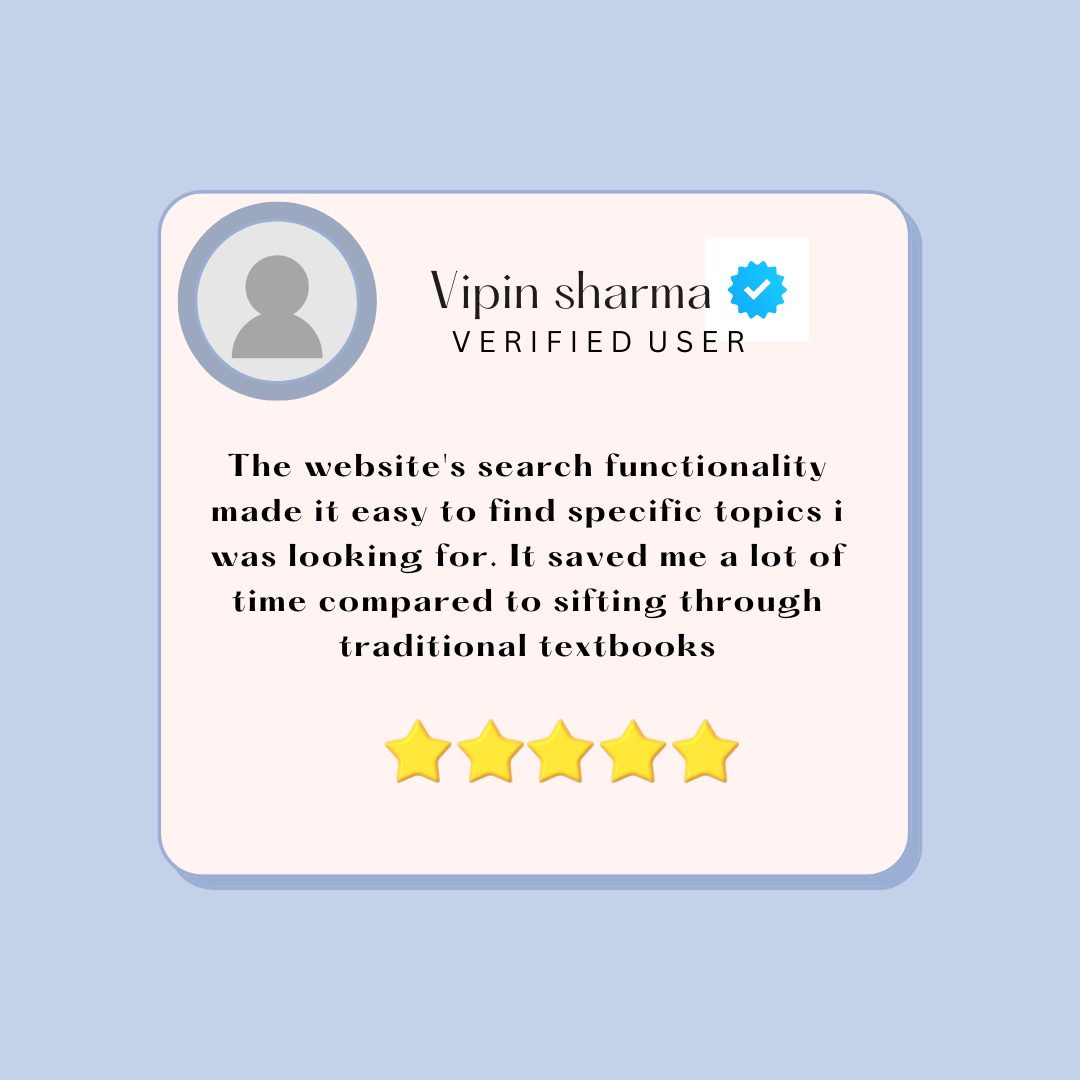 Vipin sharma
VERIFIED USER
The website's search functionality
made it easy to find specific topics i
was looking for. It saved me a lot of
time compared to sifting through
traditional textbooks